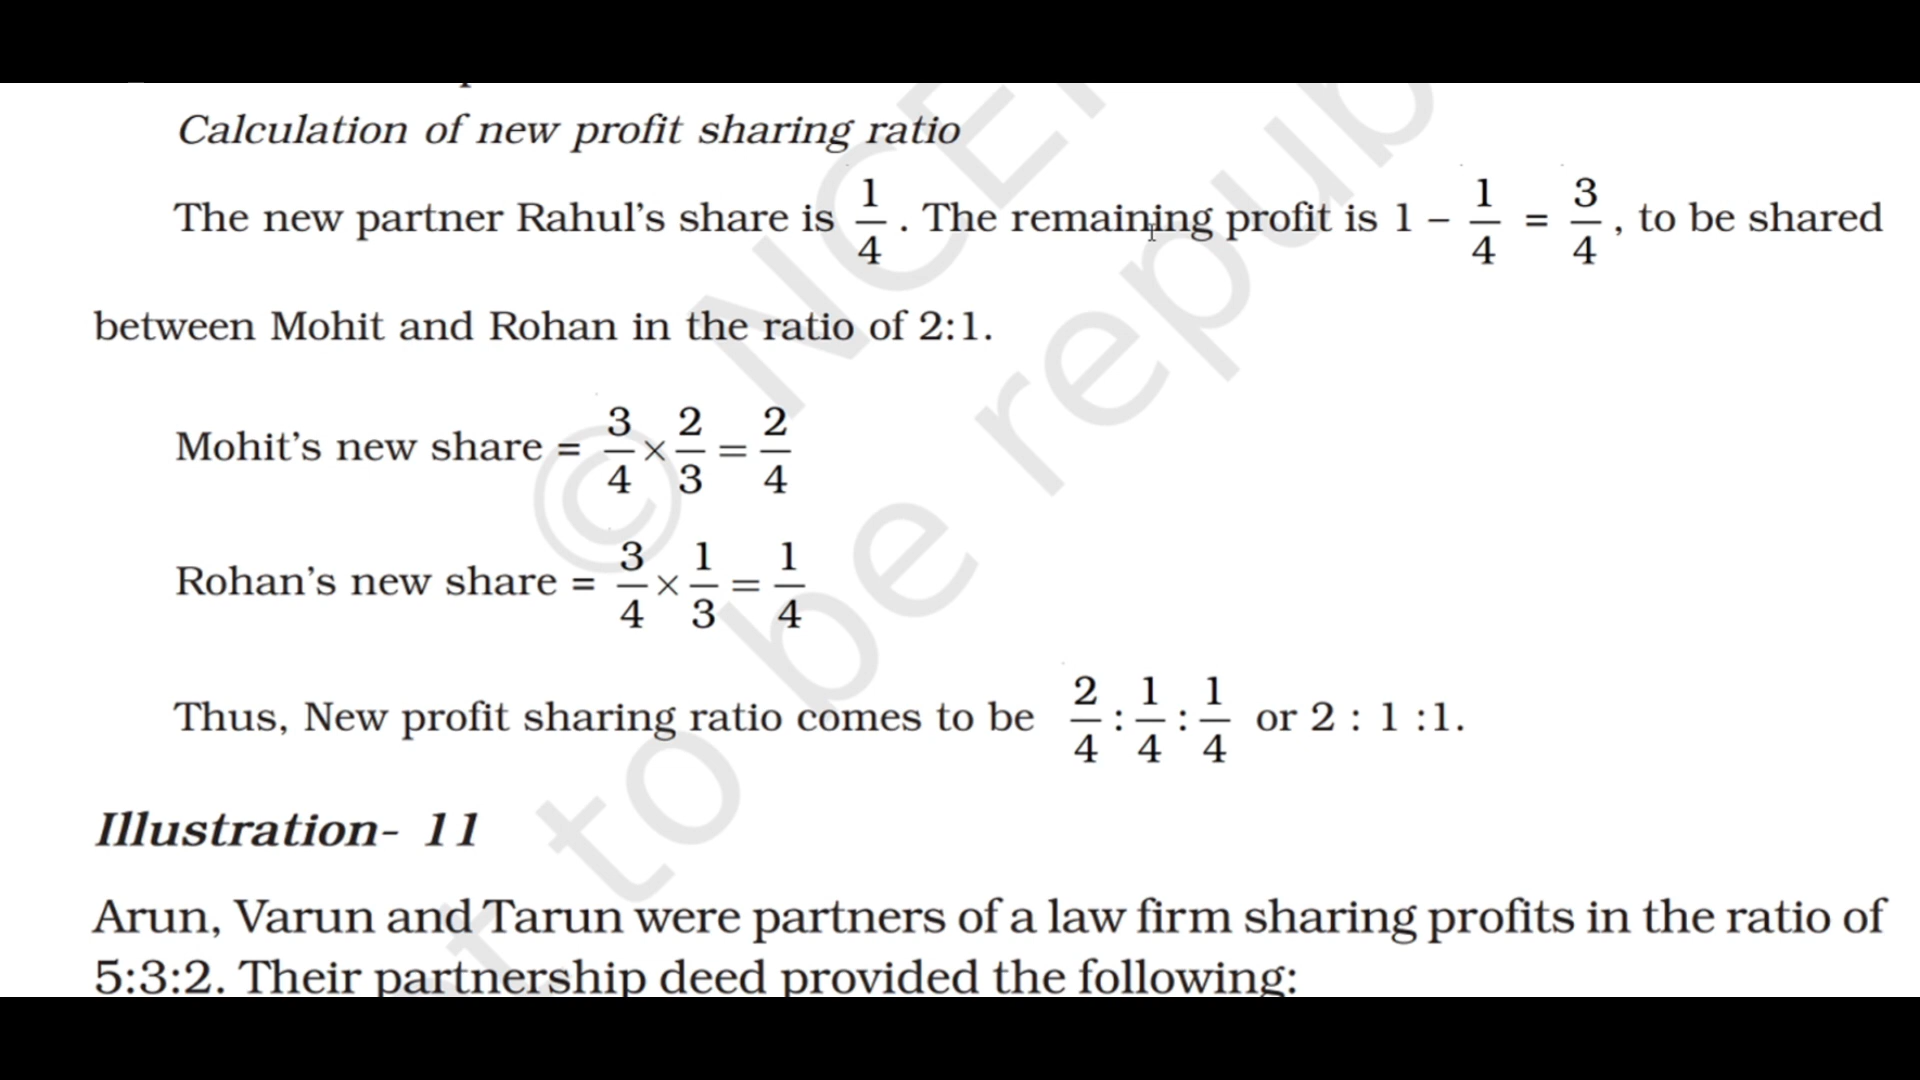 Calculation of new profit sharing ratio
The new partner Rahul’s share is 1/4 . The remaining profit is 1 – 1/4 = 3/4 , to be shared
between Mohit and Rohan in the ratio of 2:1.
Mohit’s new share = 3/4 × 2/3 = 2/4
Rohan’s new share = 3/4 × 1/3 = 1/4
Thus, New profit sharing ratio comes to be 2/4 : 1/4 : 1/4 or 2 : 1 :1.
Illustration- 11
Arun, Varun and Tarun were partners of a law firm sharing profits in the ratio of
5:3:2. Their partnership deed provided the following:
© NCE
to be repub